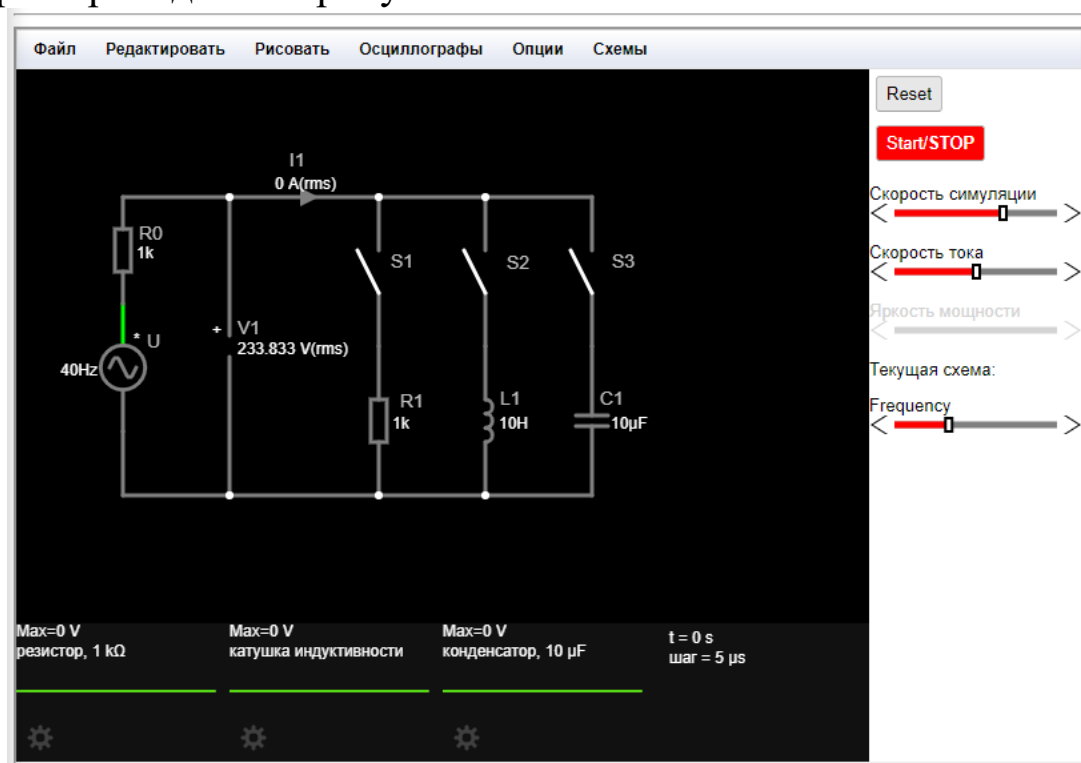 Файл Редактировать Рисовать Осциллографы Опции Схемы
Reset
Start/STOP
Скорость симуляции
Скорость тока
Яркость мощности
Текущая схема:
Frequency
I1
0 A(rms)
R0
1k
* U
40Hz
+ V1
233.833 V(rms)
S1
S2
S3
R1
1k
L1
10H
C1
10µF
Max=0 V
резистор, 1 kΩ
Max=0 V
катушка индуктивности
Max=0 V
конденсатор, 10 µF
t = 0 s
шаг = 5 µs